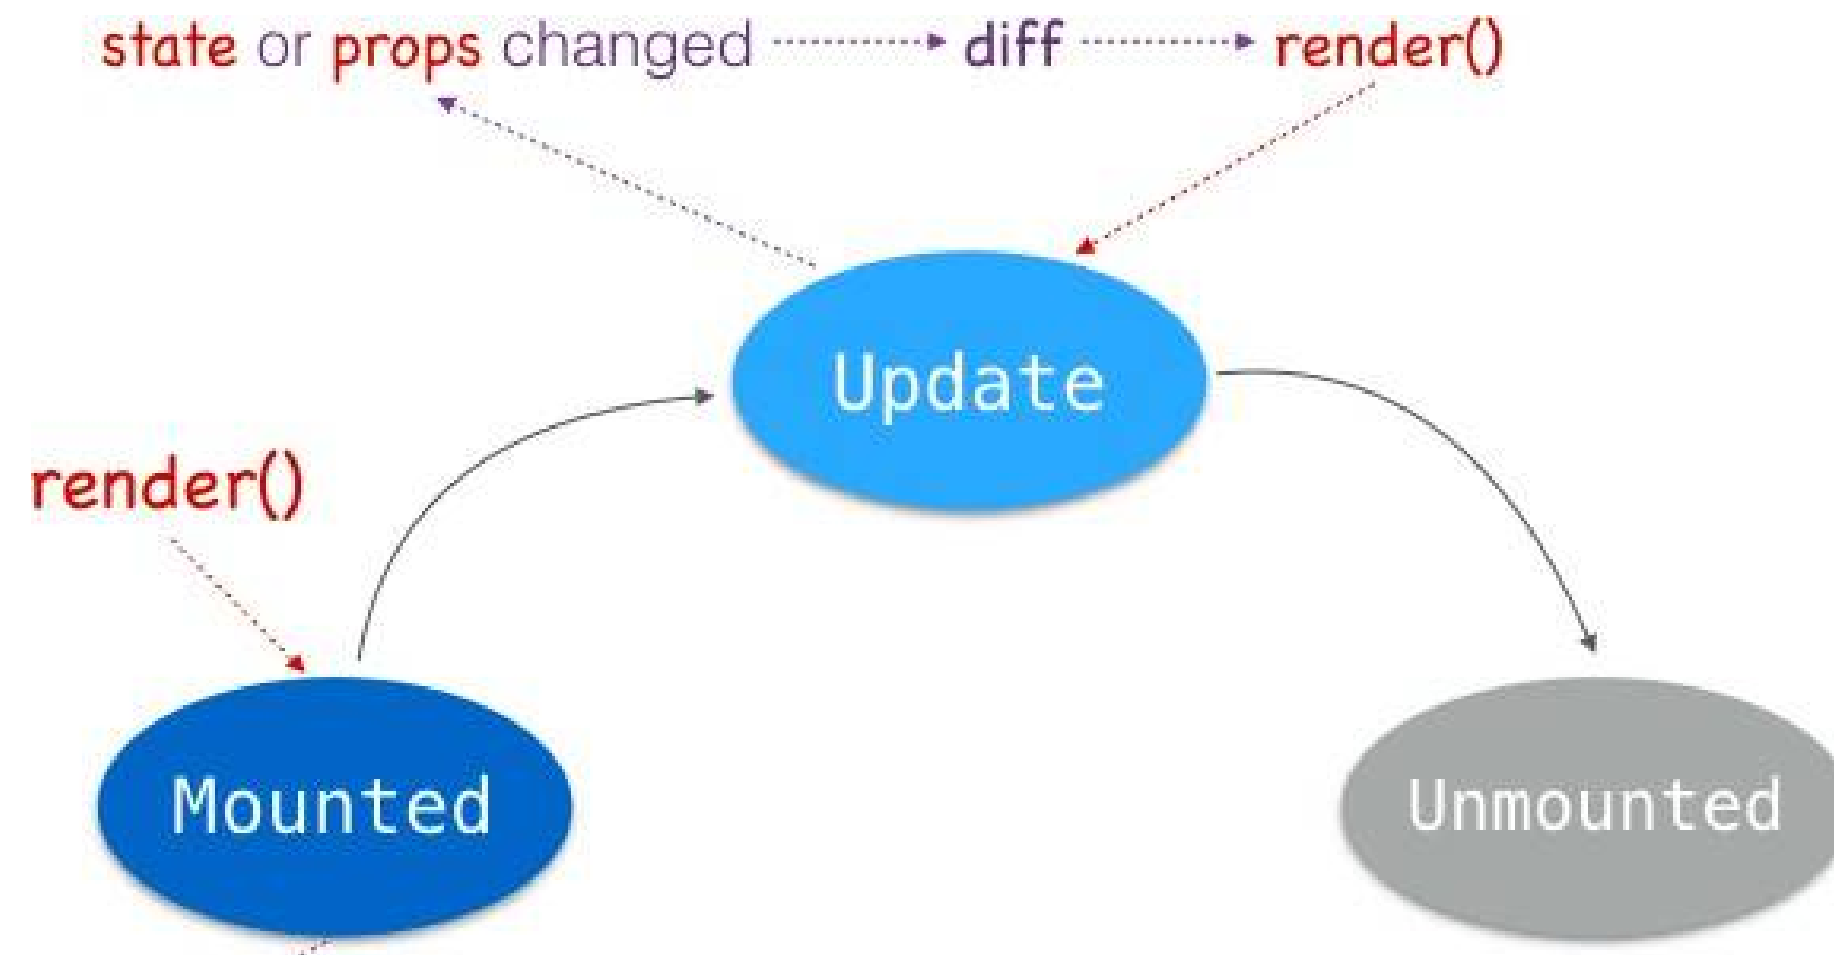 state or props changed diff render()
Update
render()
Mounted
Unmounted